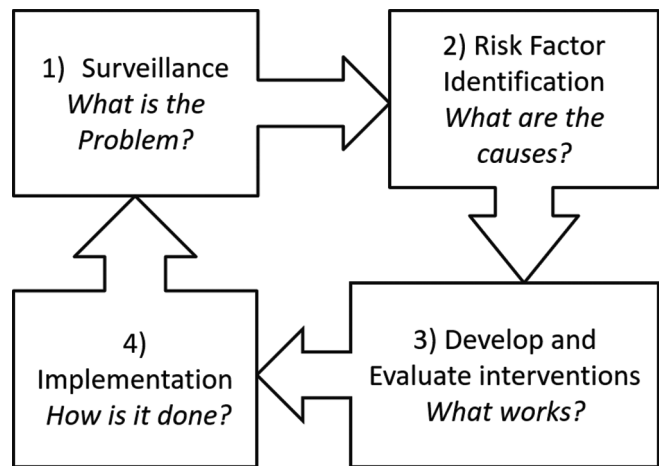 1) Surveillance
What is the
Problem?
2) Risk Factor
Identification
What are the
causes?
3) Develop and
Evaluate interventions
What works?
4)
Implementation
How is it done?